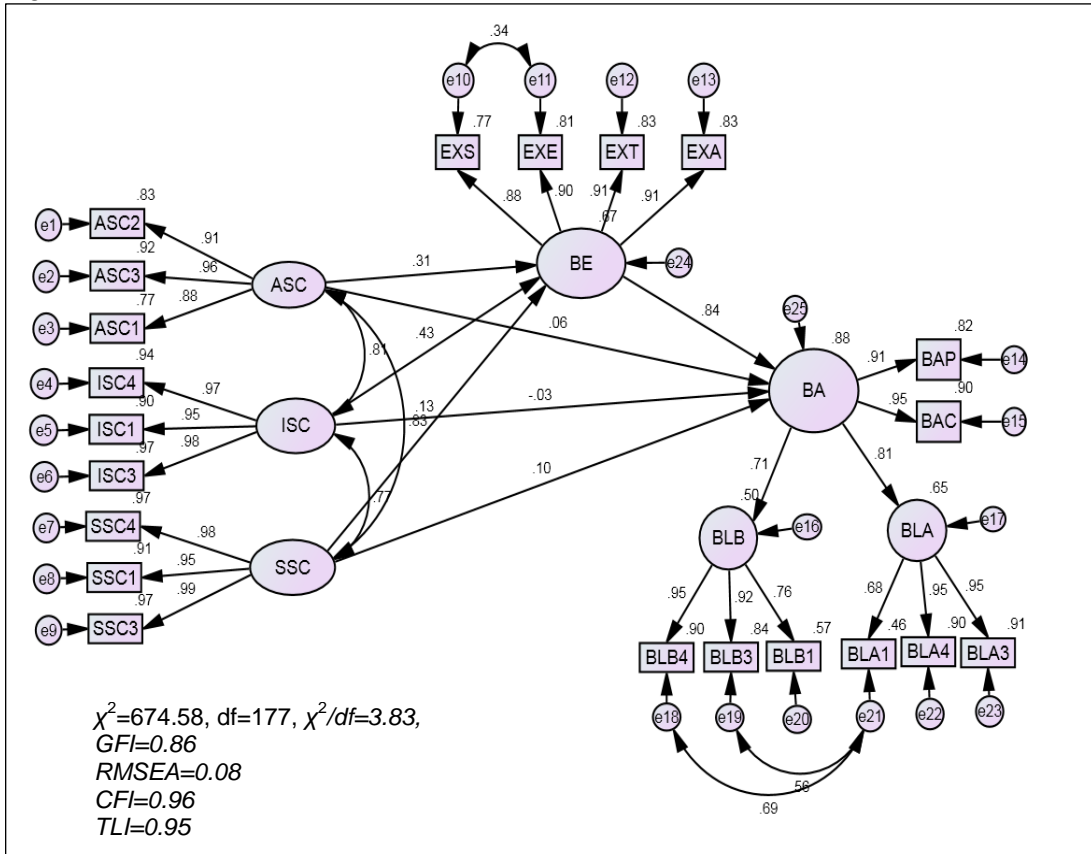 .34
e10 e11 e12 e13
.77 .81 .83 .83
EXS EXE EXT EXA
.88 .90 .91 .91
.67
BE
e24
.83
e1 ASC2
.91
.92
e2 ASC3
.96
.77
e3 ASC1
.88
ASC
.31
.06
.84
.43
.81
e25
.88
BA
.82
.91
BAP
e14
.90
.95
BAC
e15
.94
e4 ISC4
.97
.90
e5 ISC1
.95
.97
e6 ISC3
.98
ISC
.13
.83
-.03
.10
.77
.97
e7 SSC4
.98
.91
e8 SSC1
.95
.97
e9 SSC3
.99
SSC
.71
.81
.50
BLB
e16
.65
BLA
e17
.95 .92 .76
.68 .95 .95
.90 .84 .57
.46 .90 .91
BLB4 BLB3 BLB1 BLA1 BLA4 BLA3
e18 e19 e20 e21 e22 e23
.56
.69
χ²=674.58, df=177, χ²/df=3.83,
GFI=0.86
RMSEA=0.08
CFI=0.96
TLI=0.95